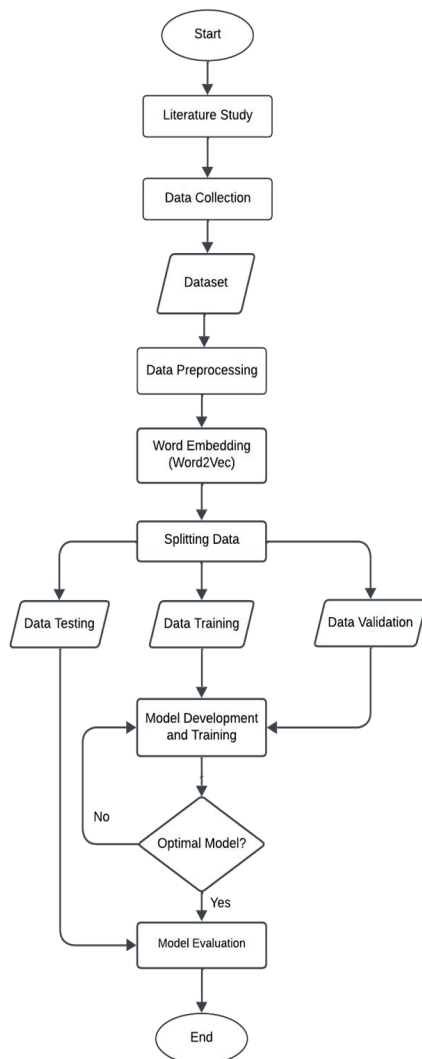 Start
Literature Study
Data Collection
Dataset
Data Preprocessing
Word Embedding
(Word2Vec)
Splitting Data
Data Testing
Data Training
Data Validation
Model Development
and Training
No
Optimal Model?
Yes
Model Evaluation
End